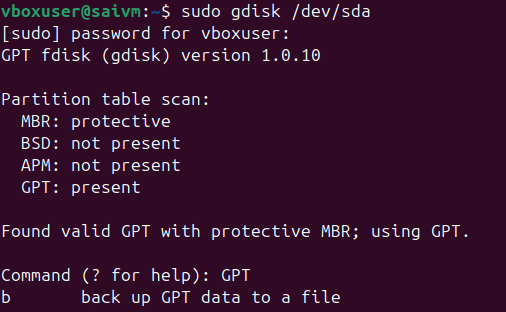 vboxuser@saivm:~$ sudo gdisk /dev/sda
[sudo] password for vboxuser:
GPT fdisk (gdisk) version 1.0.10

Partition table scan:
  MBR: protective
  BSD: not present
  APM: not present
  GPT: present

Found valid GPT with protective MBR; using GPT.

Command (? for help): GPT
b       back up GPT data to a file